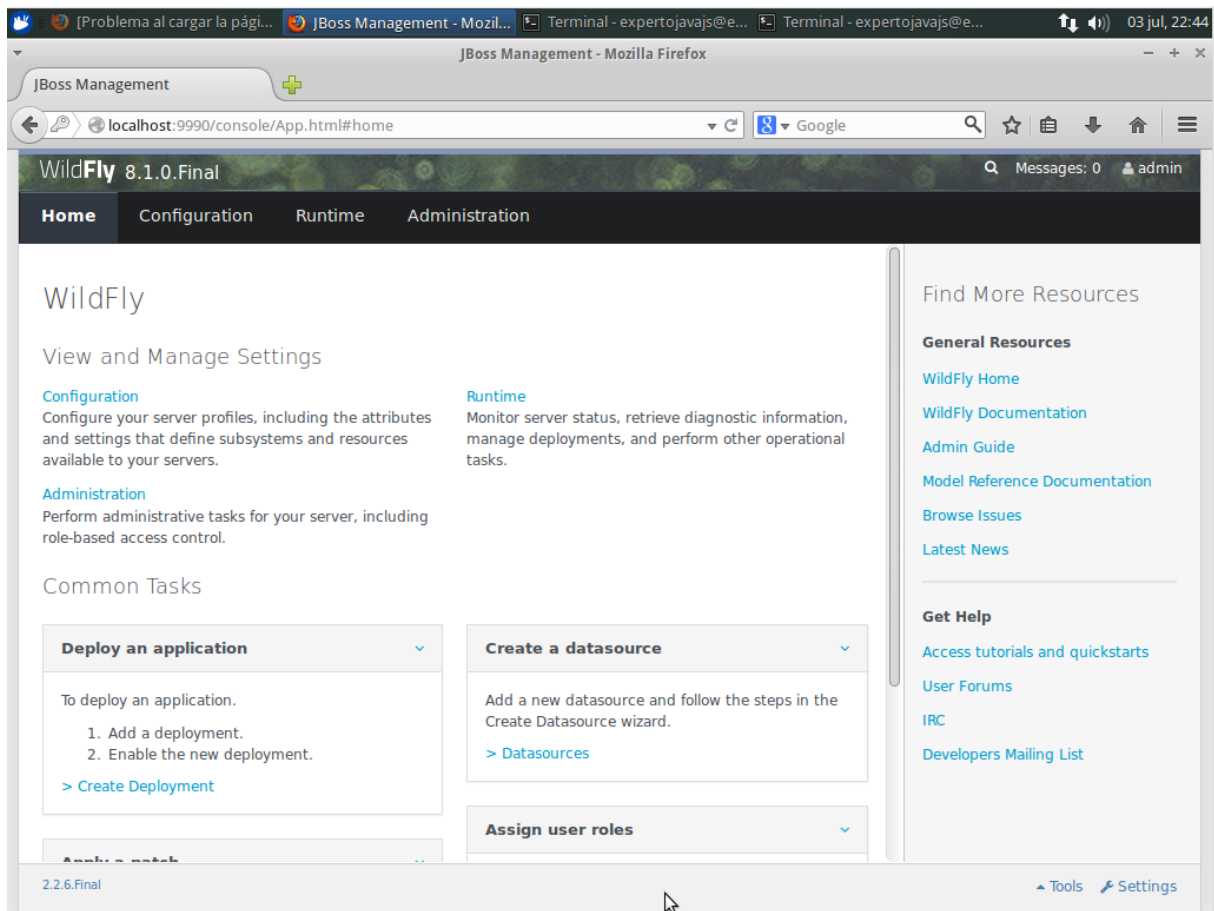 [Problema al cargar la pági...
JBoss Management - Mozil...
Terminal - expertojavajs@e...
Terminal - expertojavajs@e...
03 jul, 22:44
JBoss Management - Mozilla Firefox
JBoss Management
localhost:9990/console/App.html#home
Google
WildFly 8.1.0.Final
Messages: 0
admin
Home
Configuration
Runtime
Administration
WildFly
View and Manage Settings
Configuration
Configure your server profiles, including the attributes
and settings that define subsystems and resources
available to your servers.
Runtime
Monitor server status, retrieve diagnostic information,
manage deployments, and perform other operational
tasks.
Administration
Perform administrative tasks for your server, including
role-based access control.
Common Tasks
Deploy an application
To deploy an application.
1. Add a deployment.
2. Enable the new deployment.
> Create Deployment
Create a datasource
Add a new datasource and follow the steps in the
Create Datasource wizard.
> Datasources
Apply a patch
Assign user roles
Find More Resources
General Resources
WildFly Home
WildFly Documentation
Admin Guide
Model Reference Documentation
Browse Issues
Latest News
Get Help
Access tutorials and quickstarts
User Forums
IRC
Developers Mailing List
2.2.6.Final
Tools
Settings